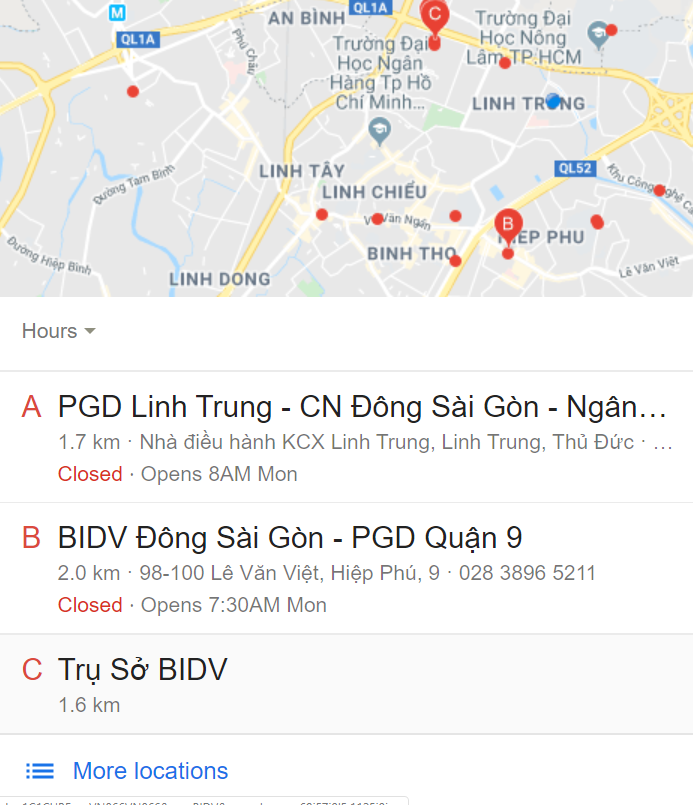 AN BÌNH
QL1A
C
Trường Đại
Học Nông
Lâm TP.HCM
M
QL1A
Phú Châu
Trường Đại
Học Ngân
Hàng Tp Hồ
Chí Minh...
LINH TRUNG
QL52
Đường Tam Bình
LINH TÂY
LINH CHIỂU
Khu Công Nghệ Ca
Võ Văn Ngân
B
HIỆP PHU
BINH THO
Đường Hiệp Bình
LINH DONG
Lê Văn Việt
Hours
A PGD Linh Trung - CN Đông Sài Gòn - Ngân...
1.7 km · Nhà điều hành KCX Linh Trung, Linh Trung, Thủ Đức · ...
Closed · Opens 8AM Mon
B BIDV Đông Sài Gòn - PGD Quận 9
2.0 km · 98-100 Lê Văn Việt, Hiệp Phú, 9 · 028 3896 5211
Closed · Opens 7:30AM Mon
C Trụ Sở BIDV
1.6 km
More locations